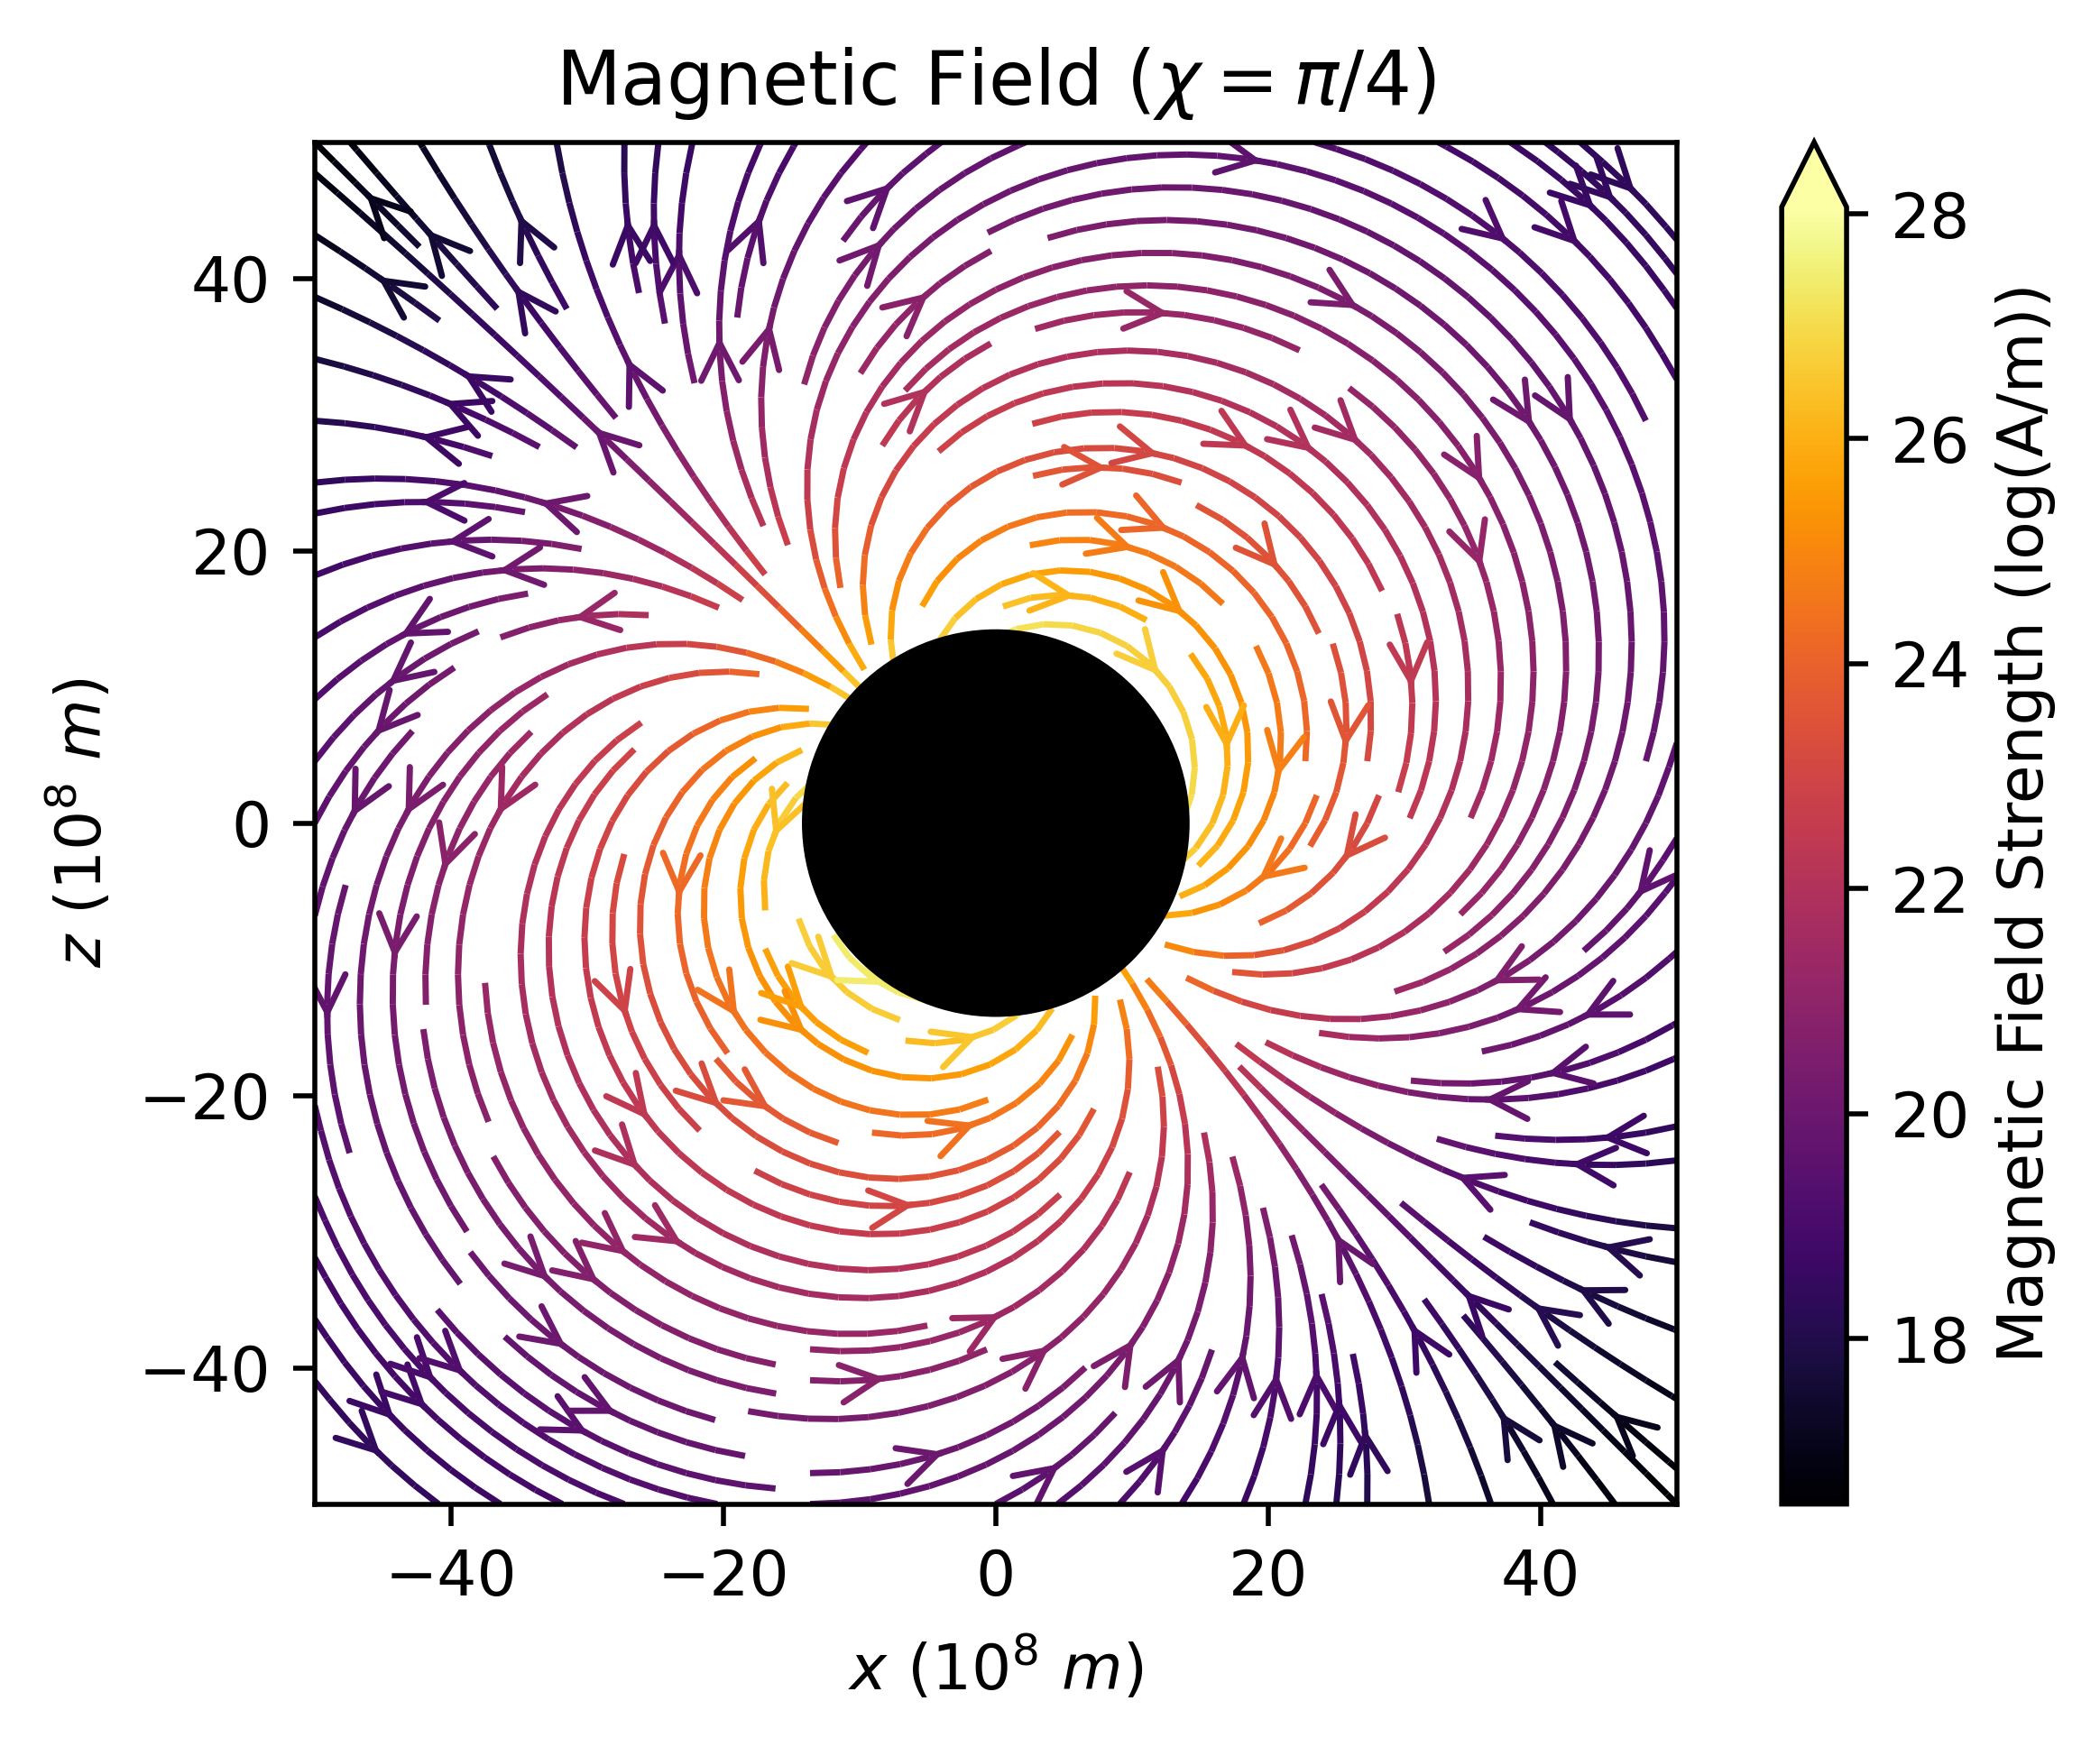 Magnetic Field (χ = π/4)
40
20
0
−20
−40
z (10⁸ m)
−40 −20 0 20 40
x (10⁸ m)
28
26
24
22
20
18
Magnetic Field Strength (log(A/m))